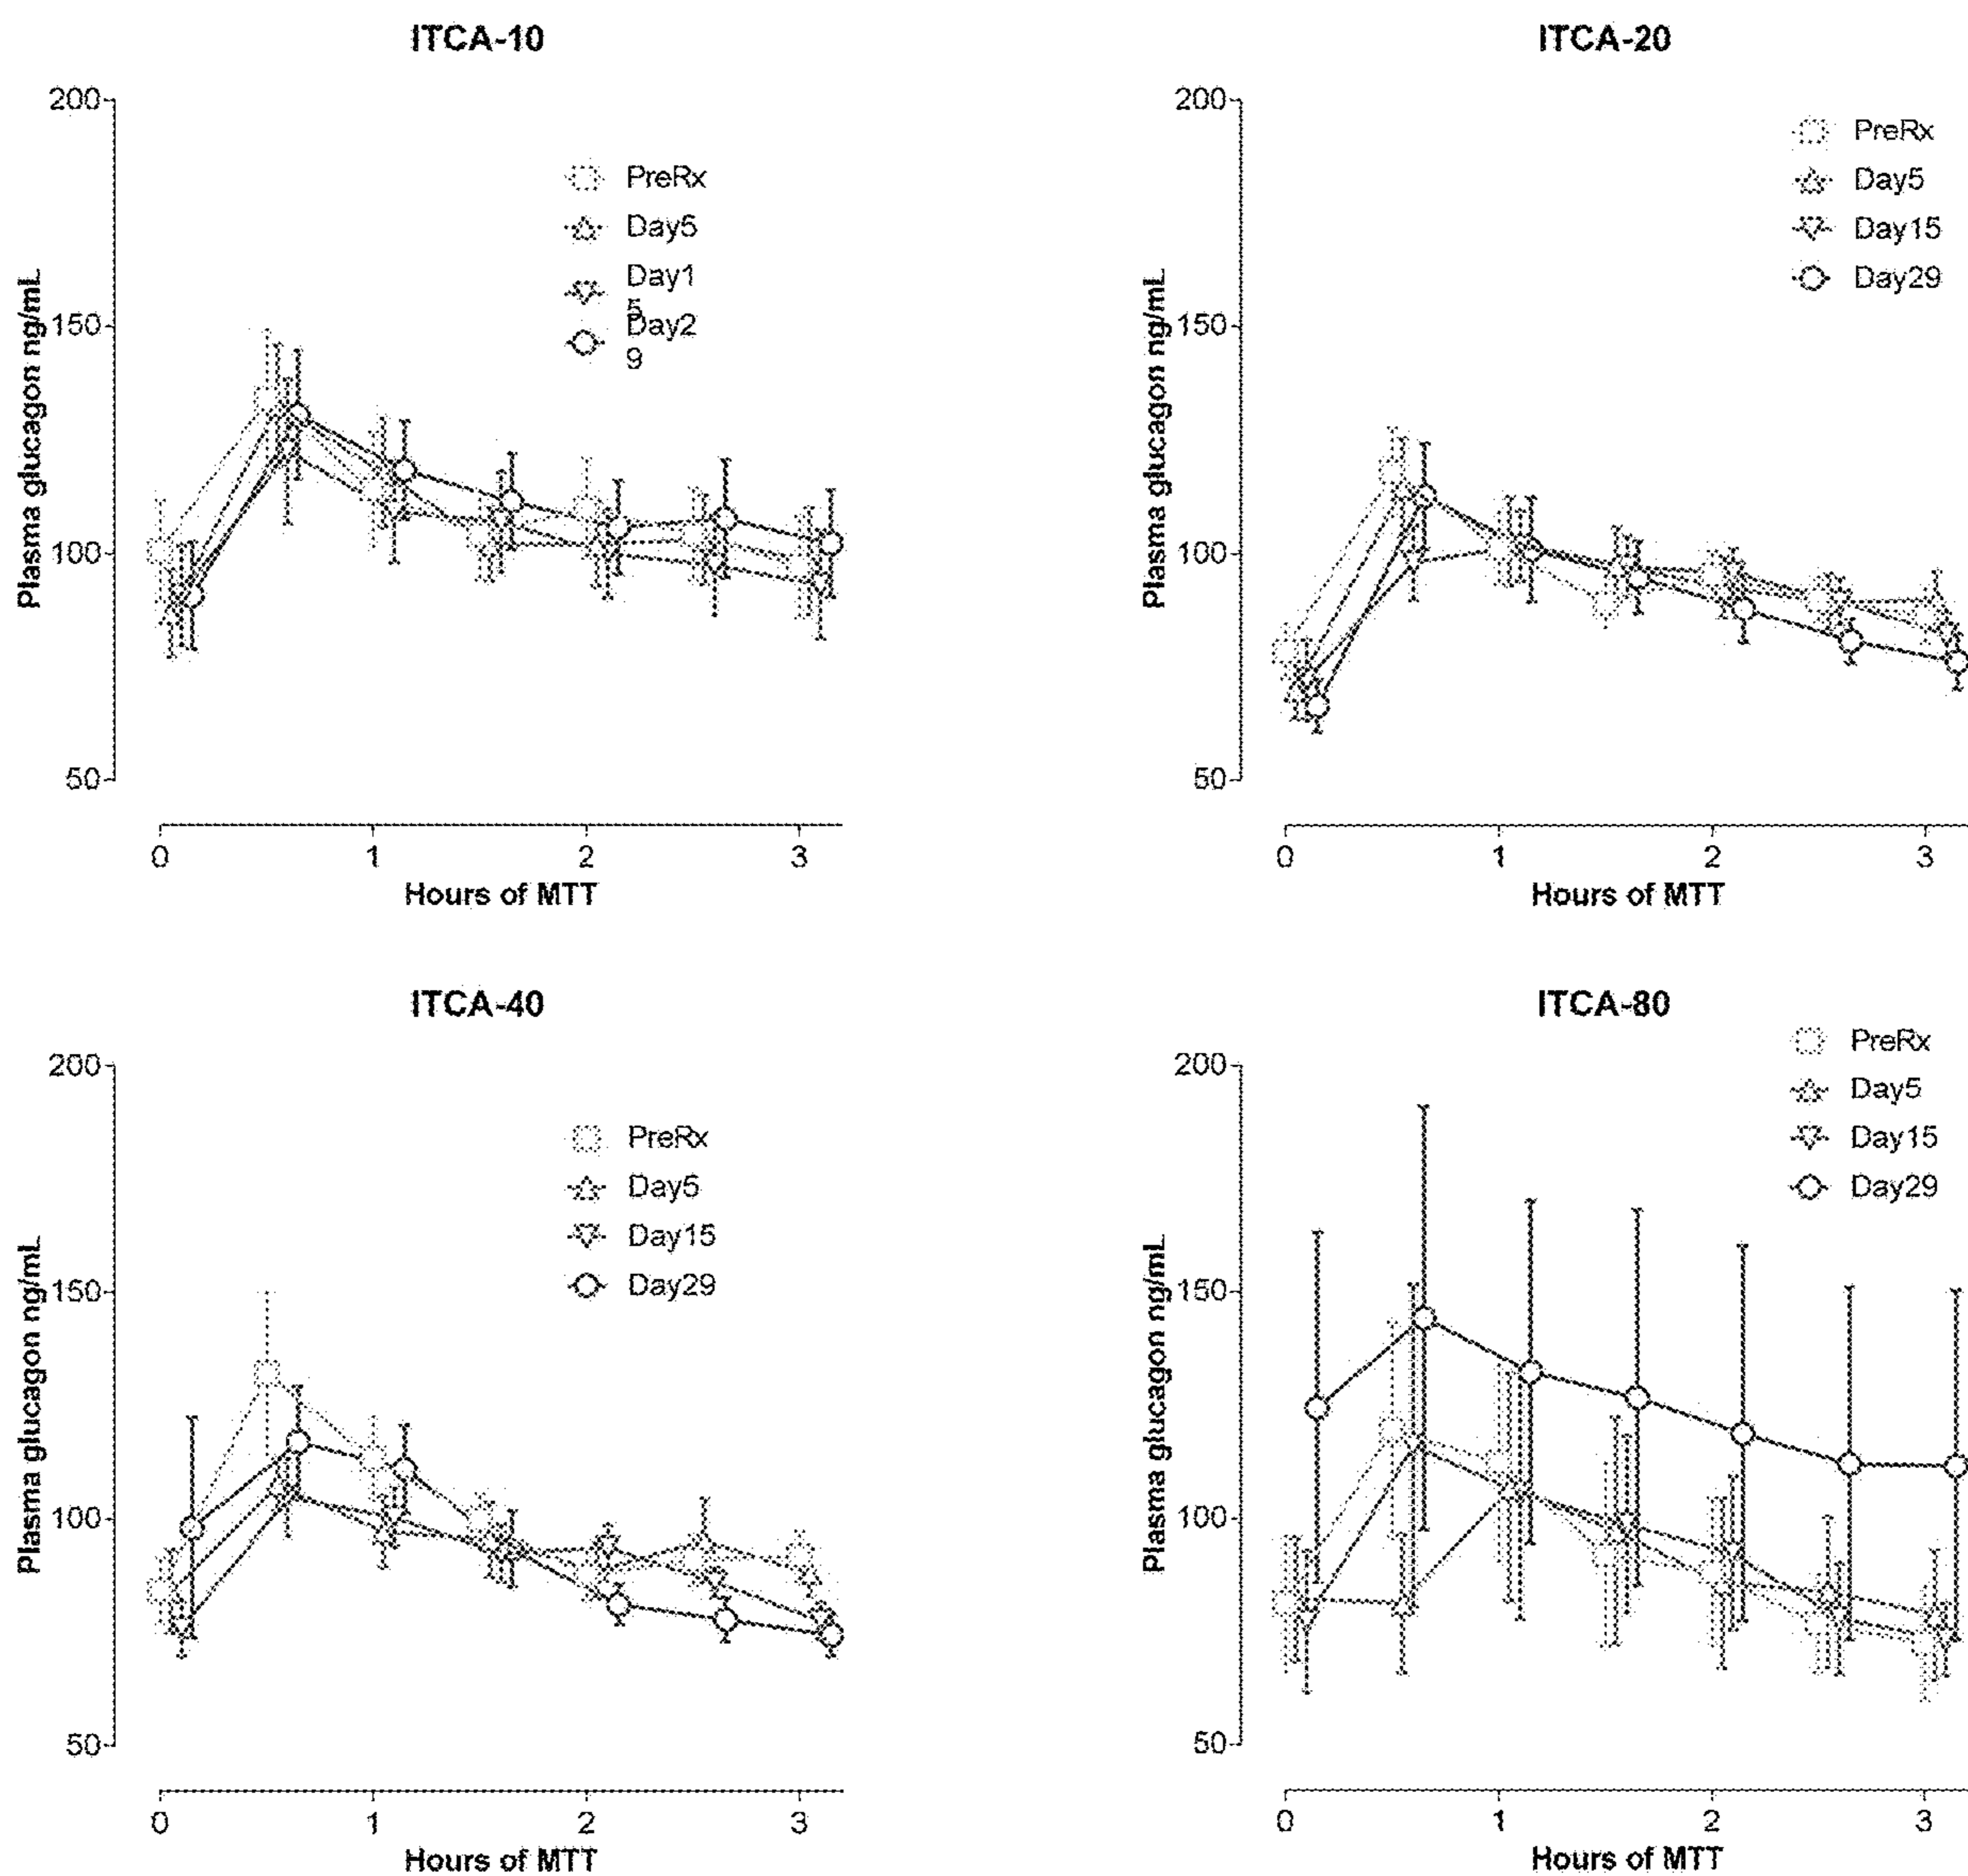 ITCA-10
200
150
100
50
Plasma glucagon ng/mL
PreRx
Day5
Day1
5
Day2
9
0 1 2 3
Hours of MTT
ITCA-20
200
150
100
50
Plasma glucagon ng/mL
PreRx
Day5
Day15
Day29
0 1 2 3
Hours of MTT
ITCA-40
200
150
100
50
Plasma glucagon ng/mL
PreRx
Day5
Day15
Day29
0 1 2 3
Hours of MTT
ITCA-80
200
150
100
50
Plasma glucagon ng/mL
PreRx
Day5
Day15
Day29
0 1 2 3
Hours of MTT